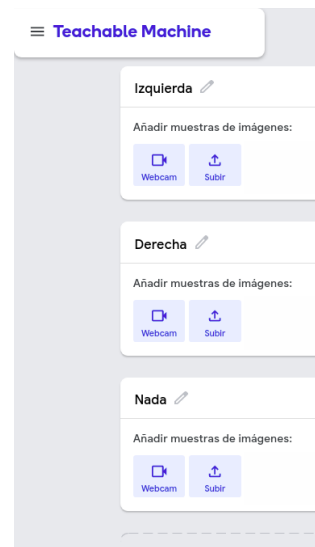 Teachable Machine
Izquierda
Añadir muestras de imágenes:
Webcam Subir
Derecha
Añadir muestras de imágenes:
Webcam Subir
Nada
Añadir muestras de imágenes:
Webcam Subir